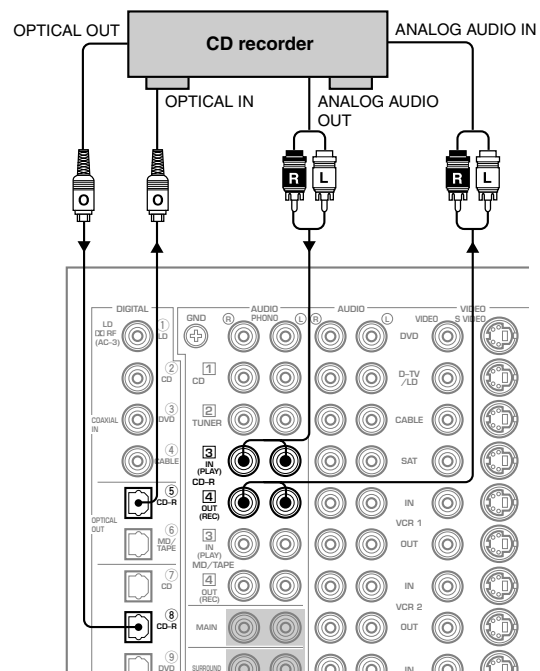 OPTICAL OUT
CD recorder
ANALOG AUDIO IN
OPTICAL IN
ANALOG AUDIO
OUT
R L
R L
O
O
DIGITAL
AUDIO
AUDIO
VIDEO
GND
R PHONO L
R L
VIDEO
S VIDEO
LD
DD RF
(AC-3)
1
LD
DVD
2
CD
1
CD
D-TV
/LD
COAXIAL
IN
3
DVD
2
TUNER
CABLE
4
CABLE
3
IN
(PLAY)
CD-R
SAT
5
CD-R
4
OUT
(REC)
IN
VCR 1
OPTICAL
OUT
6
MD/
TAPE
3
IN
(PLAY)
MD/TAPE
OUT
7
CD
4
OUT
(REC)
IN
VCR 2
8
CD-R
MAIN
OUT
9
DVD
SURROUND
IN